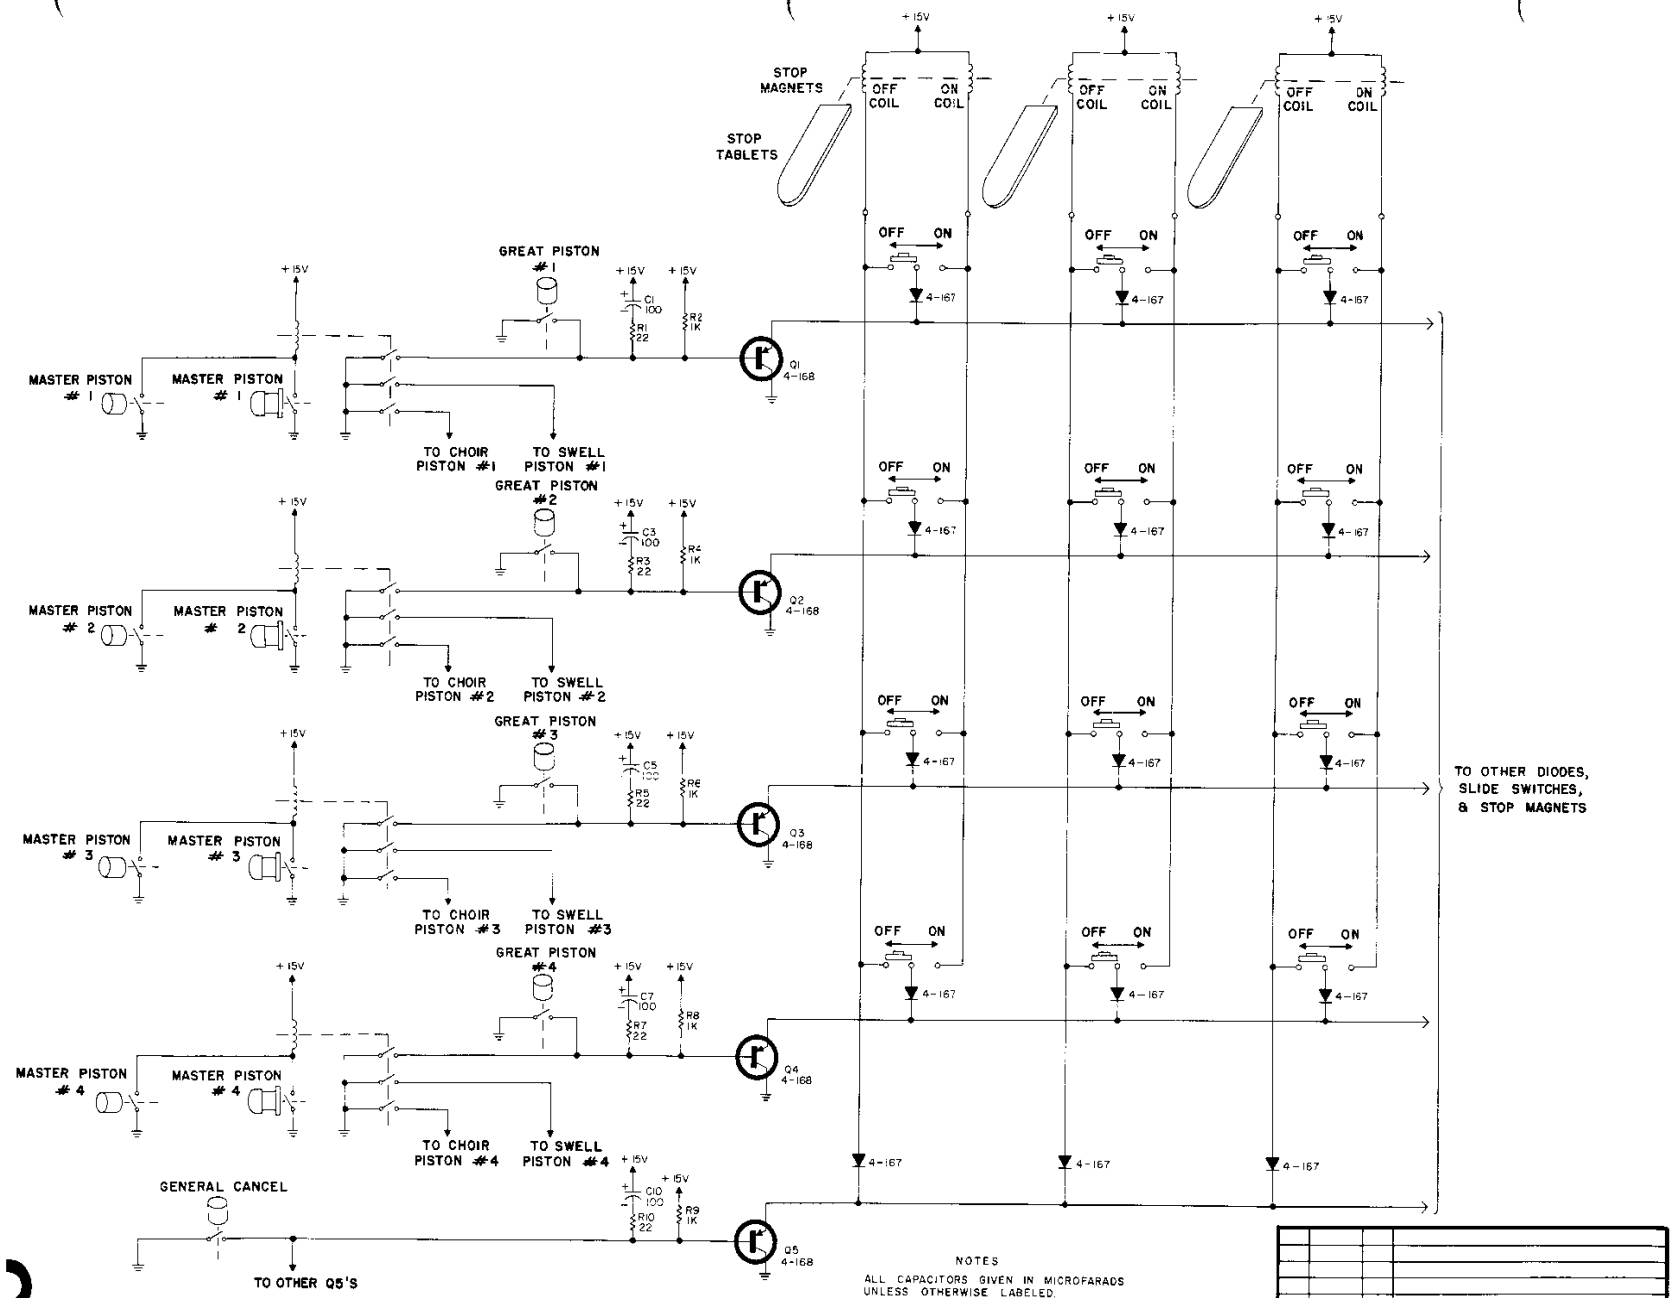 +15V
+15V
+15V
STOP
MAGNETS
OFF
COIL
ON
COIL
OFF
COIL
ON
COIL
OFF
COIL
ON
COIL
STOP
TABLETS
OFF ON
OFF ON
OFF ON
GREAT PISTON
#1
+15V
+15V
+15V
C1
100
R1
22
R2
1K
4-167
4-167
4-167
Q1
4-168
MASTER PISTON
#1
MASTER PISTON
#1
TO CHOIR
PISTON #1
TO SWELL
PISTON #1
OFF ON
OFF ON
OFF ON
GREAT PISTON
#2
+15V
+15V
+15V
C3
100
R3
22
R4
1K
4-167
4-167
4-167
Q2
4-168
MASTER PISTON
# 2
MASTER PISTON
# 2
TO CHOIR
PISTON #2
TO SWELL
PISTON #2
OFF ON
OFF ON
OFF ON
GREAT PISTON
#3
+15V
+15V
+15V
C5
100
R5
22
R6
1K
4-167
4-167
4-167
TO OTHER DIODES,
SLIDE SWITCHES,
& STOP MAGNETS
Q3
4-168
MASTER PISTON
# 3
MASTER PISTON
# 3
TO CHOIR
PISTON #3
TO SWELL
PISTON #3
OFF ON
OFF ON
OFF ON
GREAT PISTON
#4
+15V
+15V
+15V
C7
100
R7
22
R8
1K
4-167
4-167
4-167
Q4
4-168
MASTER PISTON
#4
MASTER PISTON
#4
TO CHOIR
PISTON #4
TO SWELL
PISTON #4
+15V
+15V
4-167
4-167
4-167
GENERAL CANCEL
C10
100
R10
22
R9
1K
Q5
4-168
TO OTHER Q5'S
NOTES
ALL CAPACITORS GIVEN IN MICROFARADS
UNLESS OTHERWISE LABELED.